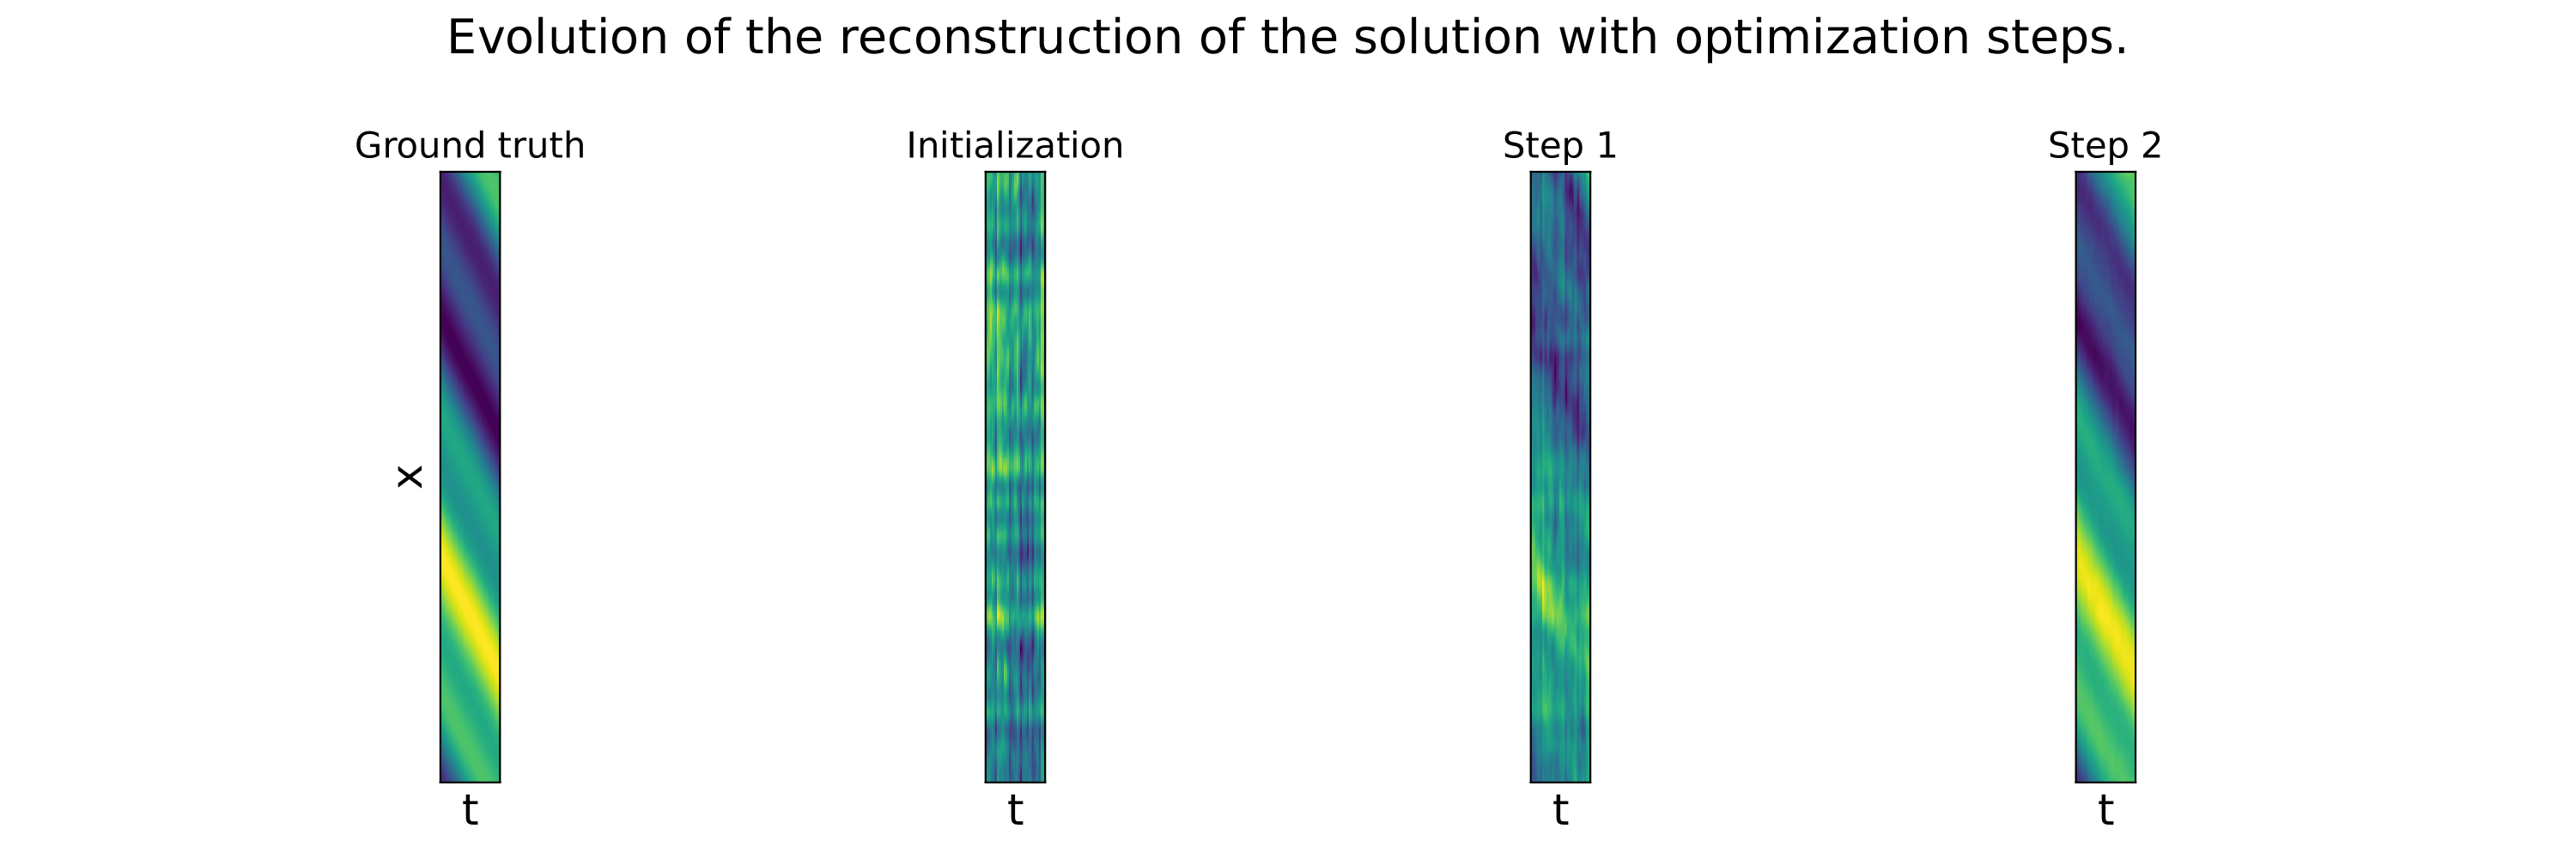 Evolution of the reconstruction of the solution with optimization steps.
Ground truth
Initialization
Step 1
Step 2
x
t
t
t
t